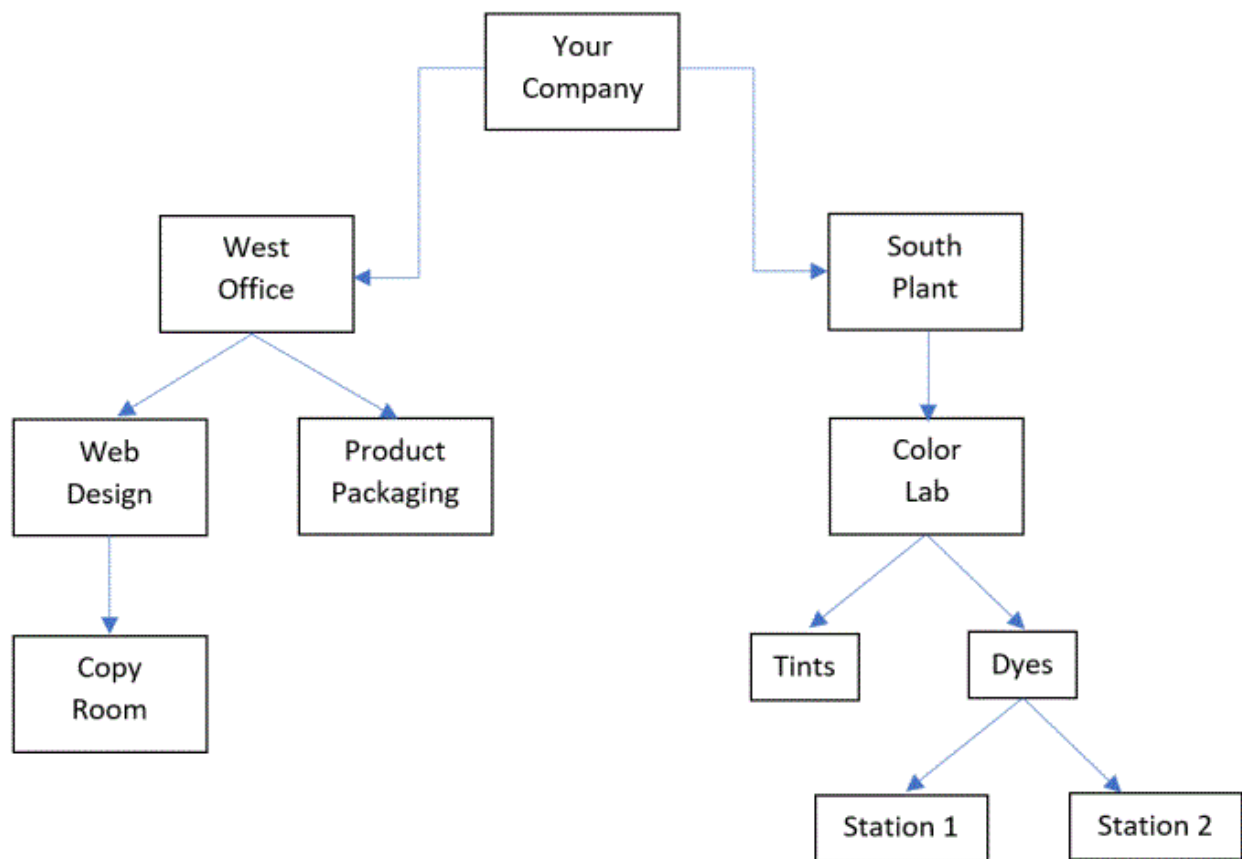 Your
Company
West
Office
South
Plant
Web
Design
Product
Packaging
Color
Lab
Copy
Room
Tints
Dyes
Station 1
Station 2